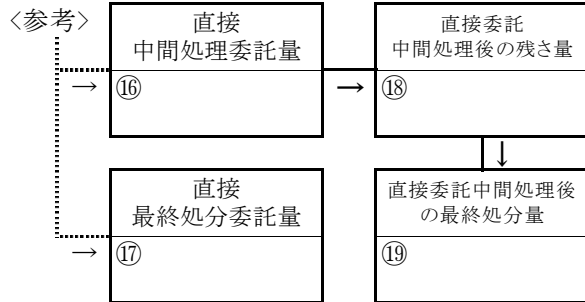 〈参考〉
直接
中間処理委託量
→
⑯
直接委託
中間処理後の残さ量
→
⑱
↓
直接
最終処分委託量
→
⑰
直接委託中間処理後
の最終処分量
⑲